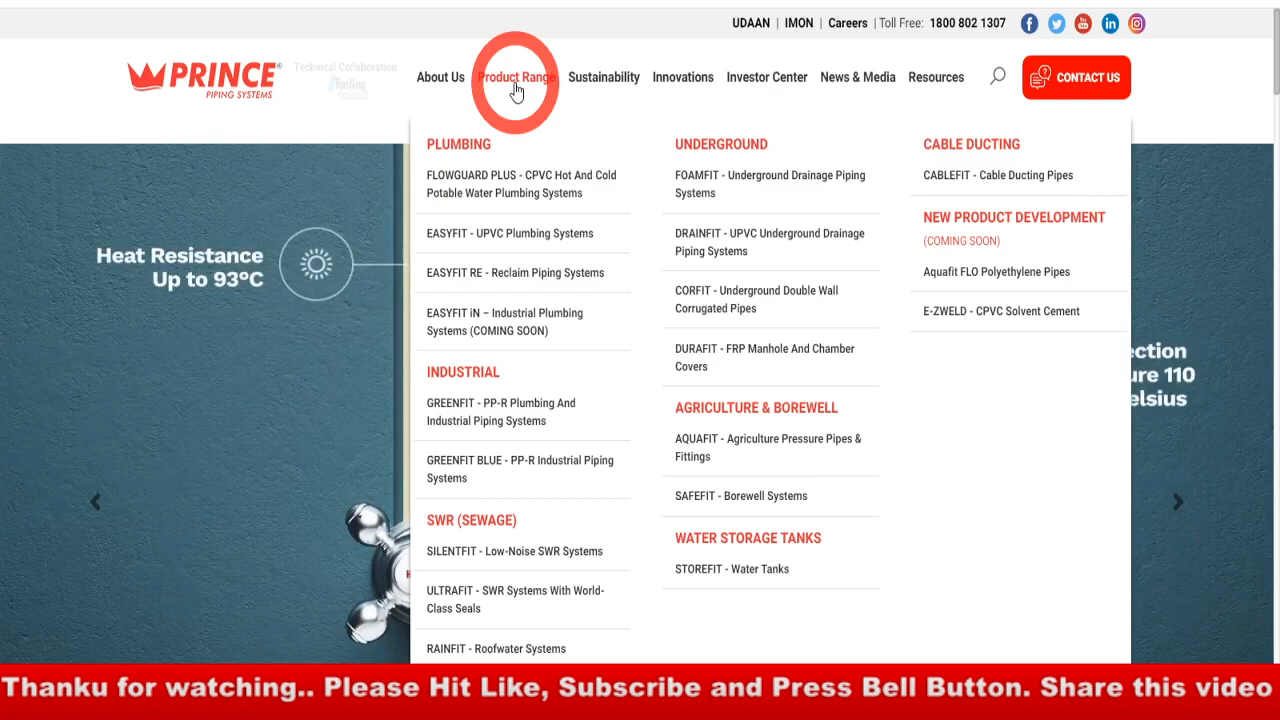 UDAAN | IMON | Careers | Toll Free: 1800 802 1307
PRINCE
PIPING SYSTEMS
About Us Product Range Sustainability Innovations Investor Center News & Media Resources CONTACT US
PLUMBING
FLOWGUARD PLUS - CPVC Hot And Cold
Potable Water Plumbing Systems
EASYFIT - UPVC Plumbing Systems
EASYFIT RE - Reclaim Piping Systems
EASYFIT iN – Industrial Plumbing
Systems (COMING SOON)
INDUSTRIAL
GREENFIT - PP-R Plumbing And
Industrial Piping Systems
GREENFIT BLUE - PP-R Industrial Piping
Systems
SWR (SEWAGE)
SILENTFIT - Low-Noise SWR Systems
ULTRAFIT - SWR Systems With World-
Class Seals
RAINFIT - Roofwater Systems
UNDERGROUND
FOAMFIT - Underground Drainage Piping
Systems
DRAINFIT - UPVC Underground Drainage
Piping Systems
CORFIT - Underground Double Wall
Corrugated Pipes
DURAFIT - FRP Manhole And Chamber
Covers
AGRICULTURE & BOREWELL
AQUAFIT - Agriculture Pressure Pipes &
Fittings
SAFEFIT - Borewell Systems
WATER STORAGE TANKS
STOREFIT - Water Tanks
CABLE DUCTING
CABLEFIT - Cable Ducting Pipes
NEW PRODUCT DEVELOPMENT
(COMING SOON)
Aquafit FLO Polyethylene Pipes
E-ZWELD - CPVC Solvent Cement
Heat Resistance
Up to 93°C
ection
ure 110
elsius
Thanku for watching.. Please Hit Like, Subscribe and Press Bell Button. Share this video